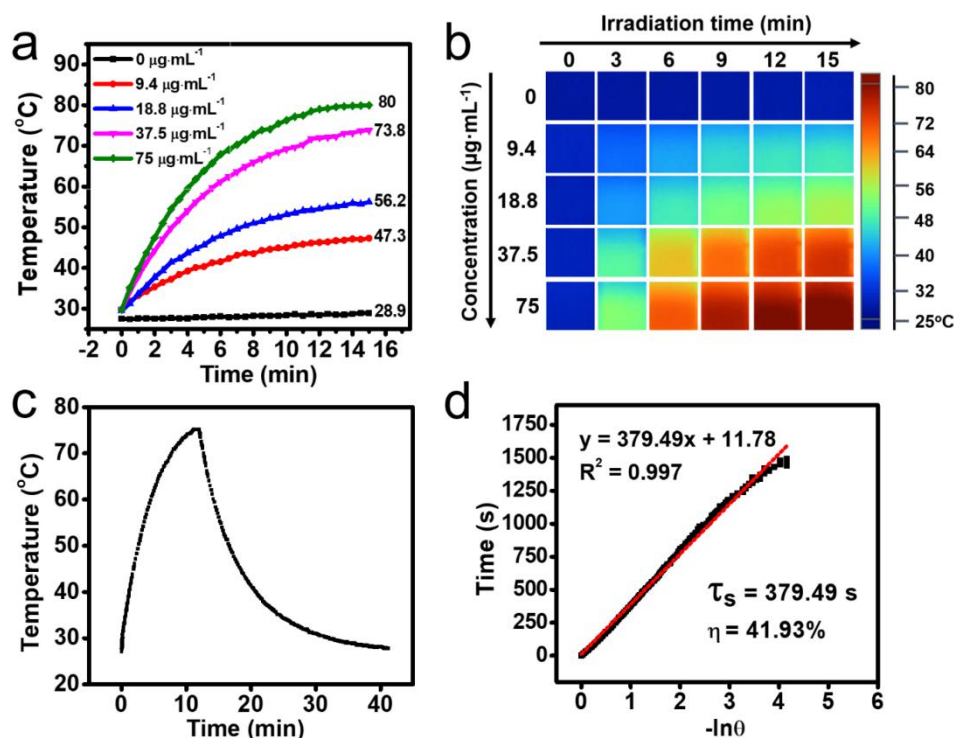 a
Temperature (°C)
95
90
80
70
60
50
40
30
0 μg·mL⁻¹
9.4 μg·mL⁻¹
18.8 μg·mL⁻¹
37.5 μg·mL⁻¹
75 μg·mL⁻¹
80
73.8
56.2
47.3
28.9
-2 0 2 4 6 8 10 12 14 16
Time (min)
b
Irradiation time (min)
0 3 6 9 12 15
Concentration (μg·mL⁻¹)
0
9.4
18.8
37.5
75
80
72
64
56
48
40
32
25°C
c
Temperature (°C)
80
70
60
50
40
30
20
0 10 20 30 40
Time (min)
d
Time (s)
1750
1500
1250
1000
750
500
250
0
y = 379.49x + 11.78
R² = 0.997
τs = 379.49 s
η = 41.93%
-1 0 1 2 3 4 5 6
-lnθ